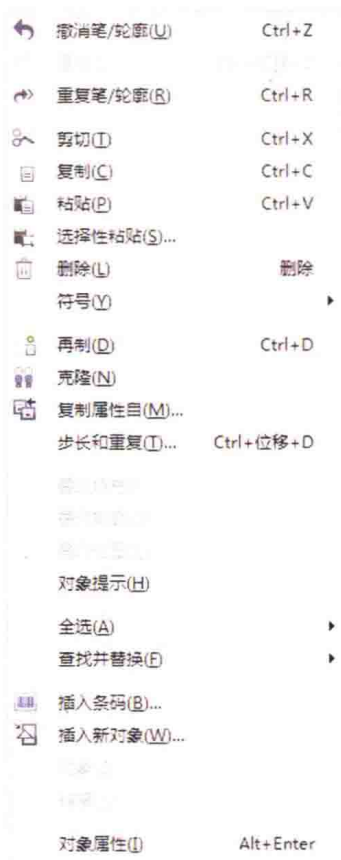 撤消笔/轮廓(U) Ctrl+Z
重复笔/轮廓(R) Ctrl+R
剪切(T) Ctrl+X
复制(C) Ctrl+C
粘贴(P) Ctrl+V
选择性粘贴(S)...
删除(L) 删除
符号(Y)
再制(D) Ctrl+D
克隆(N)
复制属性自(M)...
步长和重复(T)... Ctrl+位移+D
对象提示(H)
全选(A)
查找并替换(F)
插入条码(B)...
插入新对象(W)...
对象属性(I) Alt+Enter